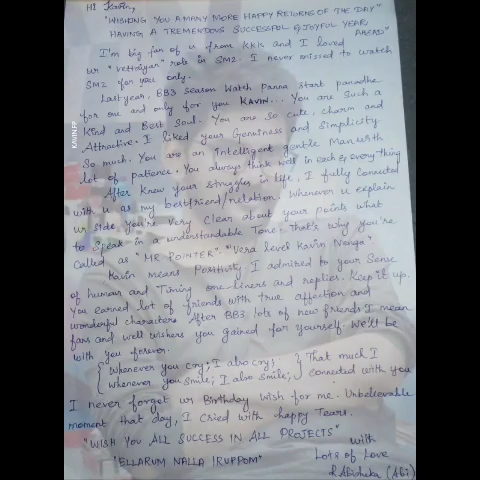 Hi Kavin,
"WISHING YOU A MANY MORE HAPPY RETURNS OF THE DAY"
HAVING A TREMENDOUS SUCCESSFUL & JOYFUL YEAR
AHEAD"
I'm big fan of u from KKK and I loved
ur "vettaiyar" role in SM2. I never missed to watch
SM2 for you only.
Last year, BB3 season watch Panna start panadhe
for one and only for you KAVIN... You are such a
Kind and Best Soul. You are so cute, charm and
Attractive. I liked your Genuiness and Simplicity
So much. You are an Intelligent gentle Man with
lot of patience. You always think well in each & every thing
After knew your struggles in life, I fully connected
with u as my bestfriend/relation. Whenever u explain
ur side, you're very clear about your points what
to speak in a understandable Tone. That's why you're
called as "MR POINTER". "Vera level Kavin Neenga"
Kavin means Positivity I admired to your Sense
of humour and Timing one-liners and replies. Keep it up.
You earned lot of friends with true affection and
wonderful characters. After BB3 lots of new friends I mean
fans and well wishers you gained for yourself. We'll be
with you forever.
{ Whenever you cry; I also cry; } That much I
{ Whenever you smile; I also smile; } Connected with you
I never forget ur Birthday wish for me. Unbelievable
moment that day, I cried with happy Tears.
"WISH YOU ALL SUCCESS IN ALL PROJECTS"
"ELLARUM NALLA IRUPPOM"
With
Lots of Love
R Abisheka (Abi)
KAVIN.FP